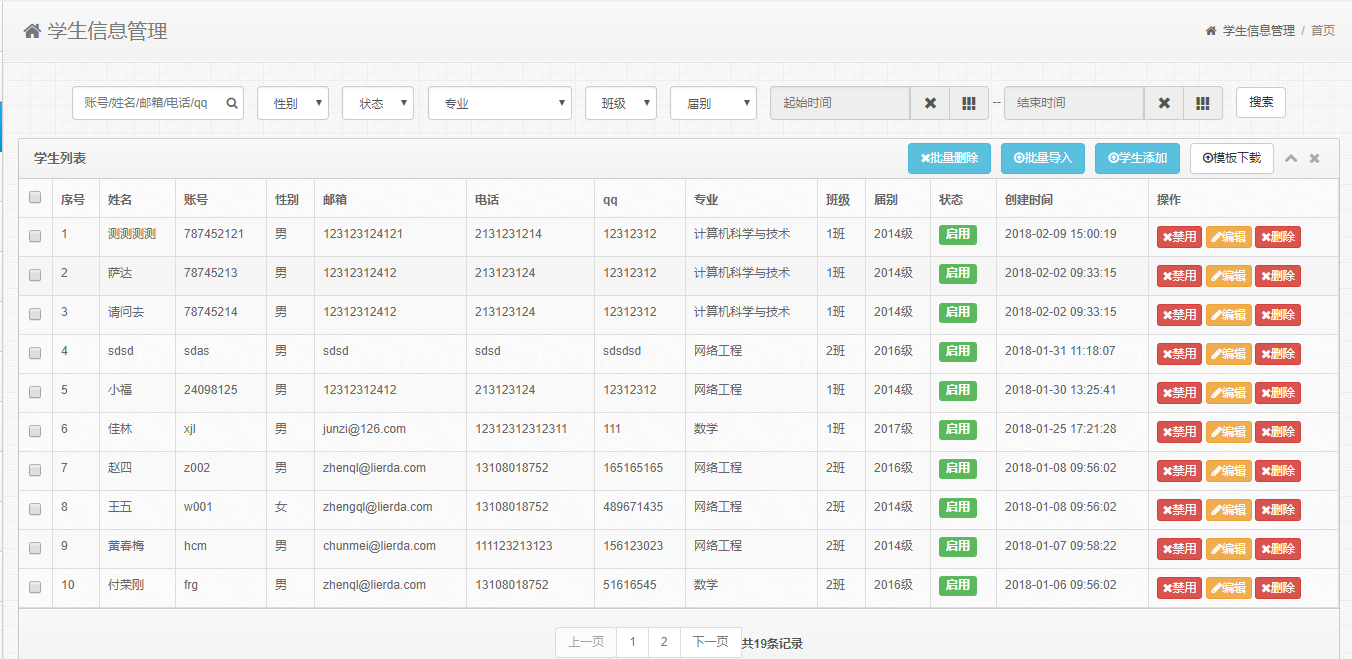 学生信息管理
学生信息管理 / 首页
账号/姓名/邮箱/电话/qq 性别 状态 专业 班级 届别 起始时间 -- 结束时间 搜索
学生列表 批量删除 批量导入 学生添加 模板下载
序号 姓名 账号 性别 邮箱 电话 qq 专业 班级 届别 状态 创建时间 操作
1 测测测测 787452121 男 123123124121 2131231214 12312312 计算机科学与技术 1班 2014级 启用 2018-02-09 15:00:19 禁用 编辑 删除
2 萨达 78745213 男 12312312412 213123124 12312312 计算机科学与技术 1班 2014级 启用 2018-02-02 09:33:15 禁用 编辑 删除
3 请问去 78745214 男 12312312412 213123124 12312312 计算机科学与技术 1班 2014级 启用 2018-02-02 09:33:15 禁用 编辑 删除
4 sdsd sdas 男 sdsd sdsd sdsdsd 网络工程 2班 2016级 启用 2018-01-31 11:18:07 禁用 编辑 删除
5 小福 24098125 男 12312312412 213123124 12312312 网络工程 1班 2014级 启用 2018-01-30 13:25:41 禁用 编辑 删除
6 佳林 xjl 男 junzi@126.com 12312312312311 111 数学 1班 2017级 启用 2018-01-25 17:21:28 禁用 编辑 删除
7 赵四 z002 男 zhenql@lierda.com 13108018752 165165165 网络工程 2班 2016级 启用 2018-01-08 09:56:02 禁用 编辑 删除
8 王五 w001 女 zhengql@lierda.com 13108018752 489671435 网络工程 2班 2016级 启用 2018-01-08 09:56:02 禁用 编辑 删除
9 黄春梅 hcm 男 chunmei@lierda.com 111123213123 156123023 网络工程 2班 2014级 启用 2018-01-07 09:58:22 禁用 编辑 删除
10 付荣刚 frg 男 zhenql@lierda.com 13108018752 51616545 数学 2班 2016级 启用 2018-01-06 09:56:02 禁用 编辑 删除
上一页 1 2 下一页 共19条记录